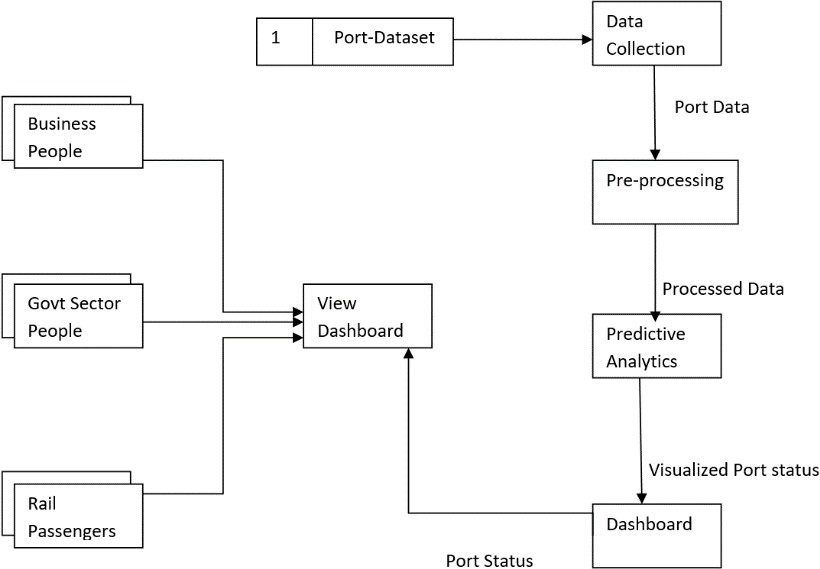 1 Port-Dataset
Data
Collection
Port Data
Business
People
Pre-processing
Processed Data
Govt Sector
People
View
Dashboard
Predictive
Analytics
Visualized Port status
Rail
Passengers
Dashboard
Port Status